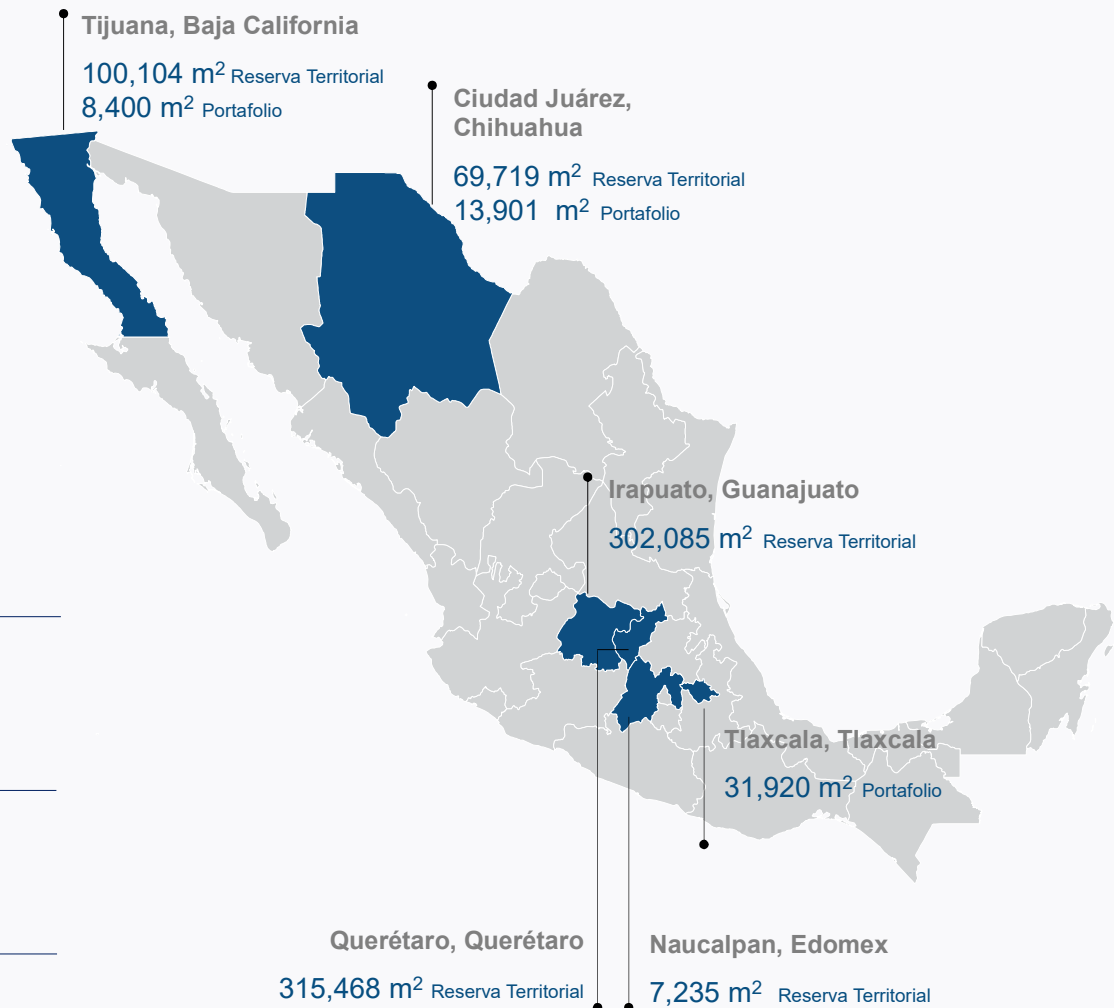 Tijuana, Baja California
100,104 m² Reserva Territorial
8,400 m² Portafolio
Ciudad Juárez,
Chihuahua
69,719 m² Reserva Territorial
13,901 m² Portafolio
Irapuato, Guanajuato
302,085 m² Reserva Territorial
Tlaxcala, Tlaxcala
31,920 m² Portafolio
Querétaro, Querétaro
315,468 m² Reserva Territorial
Naucalpan, Edomex
7,235 m² Reserva Territorial